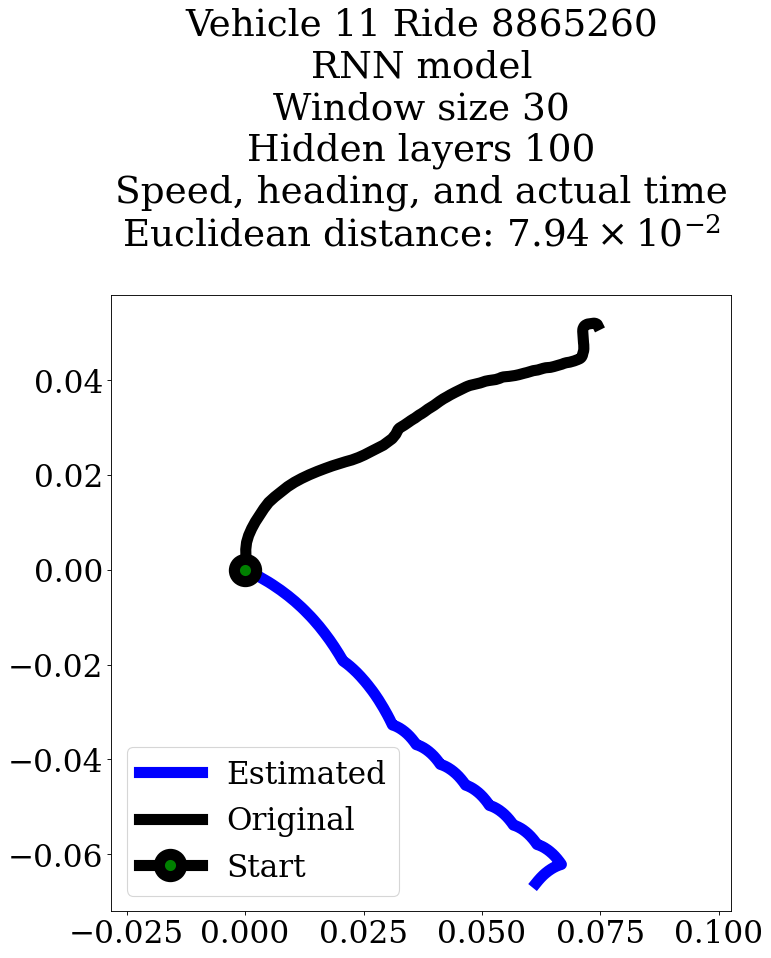 Vehicle 11 Ride 8865260
RNN model
Window size 30
Hidden layers 100
Speed, heading, and actual time
Euclidean distance: 7.94 × 10⁻²
0.04
0.02
0.00
−0.02
−0.04
−0.06
Estimated
Original
Start
−0.025 0.000 0.025 0.050 0.075 0.100